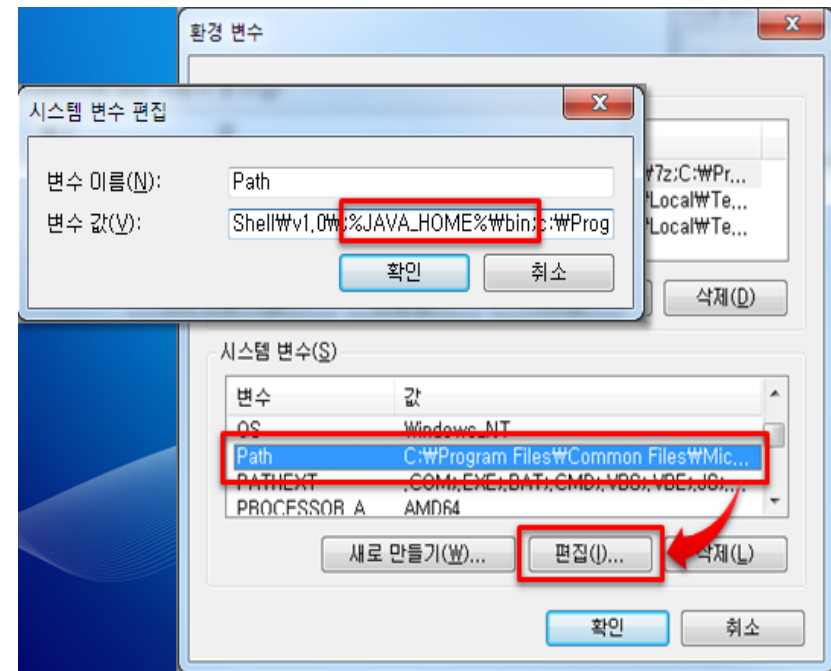 환경 변수
시스템 변수 편집
변수 이름(N):
Path
변수 값(V):
Shell₩v1.0₩;%JAVA_HOME%₩bin;c:₩Prog
확인
취소
₩7z;C:₩Pr...
Local₩Te...
Local₩Te...
삭제(D)
시스템 변수(S)
변수 값
OS Windows_NT
Path C:₩Program Files₩Common Files₩Mic...
PATHEXT .COM;.EXE;.BAT;.CMD;.VBS;.VBE;.JS;....
PROCESSOR_A AMD64
새로 만들기(W)...
편집(I)...
삭제(L)
확인
취소